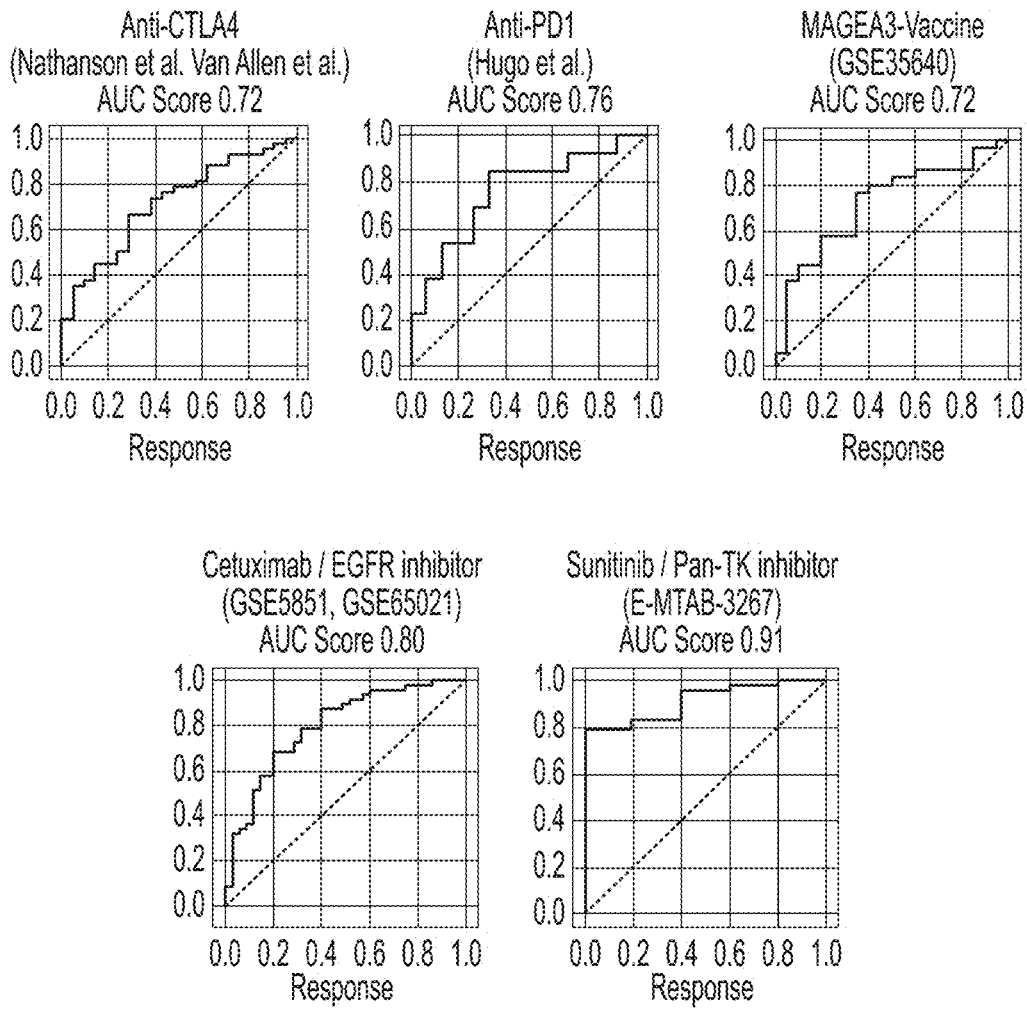 Anti-CTLA4
(Nathanson et al. Van Allen et al.)
AUC Score 0.72
1.0
0.8
0.6
0.4
0.2
0.0
0.0 0.2 0.4 0.6 0.8 1.0
Response
Anti-PD1
(Hugo et al.)
AUC Score 0.76
1.0
0.8
0.6
0.4
0.2
0.0
0.0 0.2 0.4 0.6 0.8 1.0
Response
MAGEA3-Vaccine
(GSE35640)
AUC Score 0.72
1.0
0.8
0.6
0.4
0.2
0.0
0.0 0.2 0.4 0.6 0.8 1.0
Response
Cetuximab / EGFR inhibitor
(GSE5851, GSE65021)
AUC Score 0.80
1.0
0.8
0.6
0.4
0.2
0.0
0.0 0.2 0.4 0.6 0.8 1.0
Response
Sunitinib / Pan-TK inhibitor
(E-MTAB-3267)
AUC Score 0.91
1.0
0.8
0.6
0.4
0.2
0.0
0.0 0.2 0.4 0.6 0.8 1.0
Response